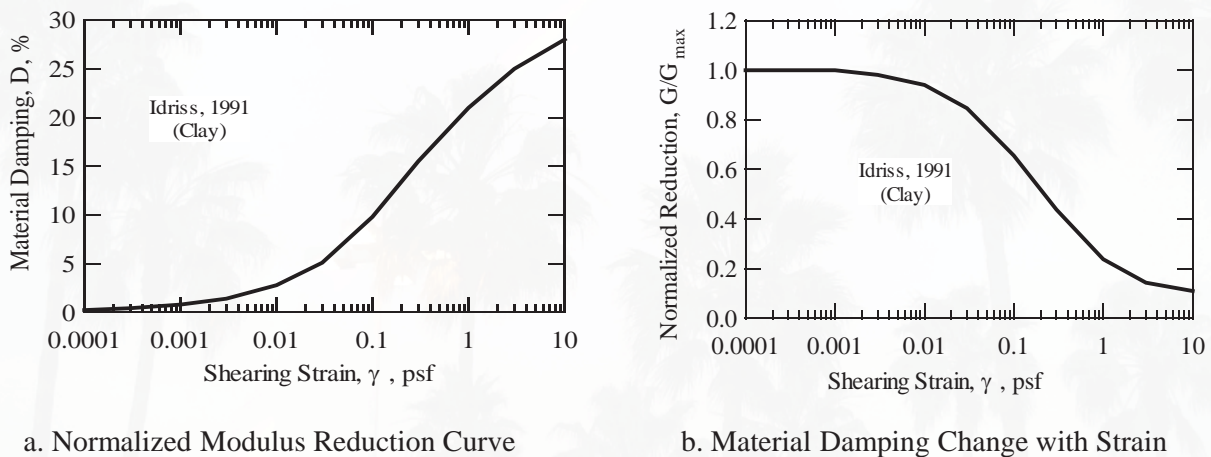 30
25
20
15
10
5
0
Material Damping, D, %
Idriss, 1991
(Clay)
0.0001 0.001 0.01 0.1 1 10
Shearing Strain, γ , psf
a. Normalized Modulus Reduction Curve
1.2
1.0
0.8
0.6
0.4
0.2
0.0
Normalized Reduction, G/Gmax
Idriss, 1991
(Clay)
0.0001 0.001 0.01 0.1 1 10
Shearing Strain, γ , psf
b. Material Damping Change with Strain